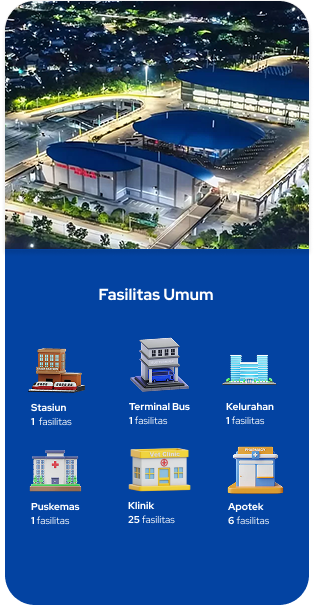 Fasilitas Umum
Stasiun
1 fasilitas
Terminal Bus
1 fasilitas
Kelurahan
1 fasilitas
Puskemas
1 fasilitas
Klinik
25 fasilitas
Apotek
6 fasilitas